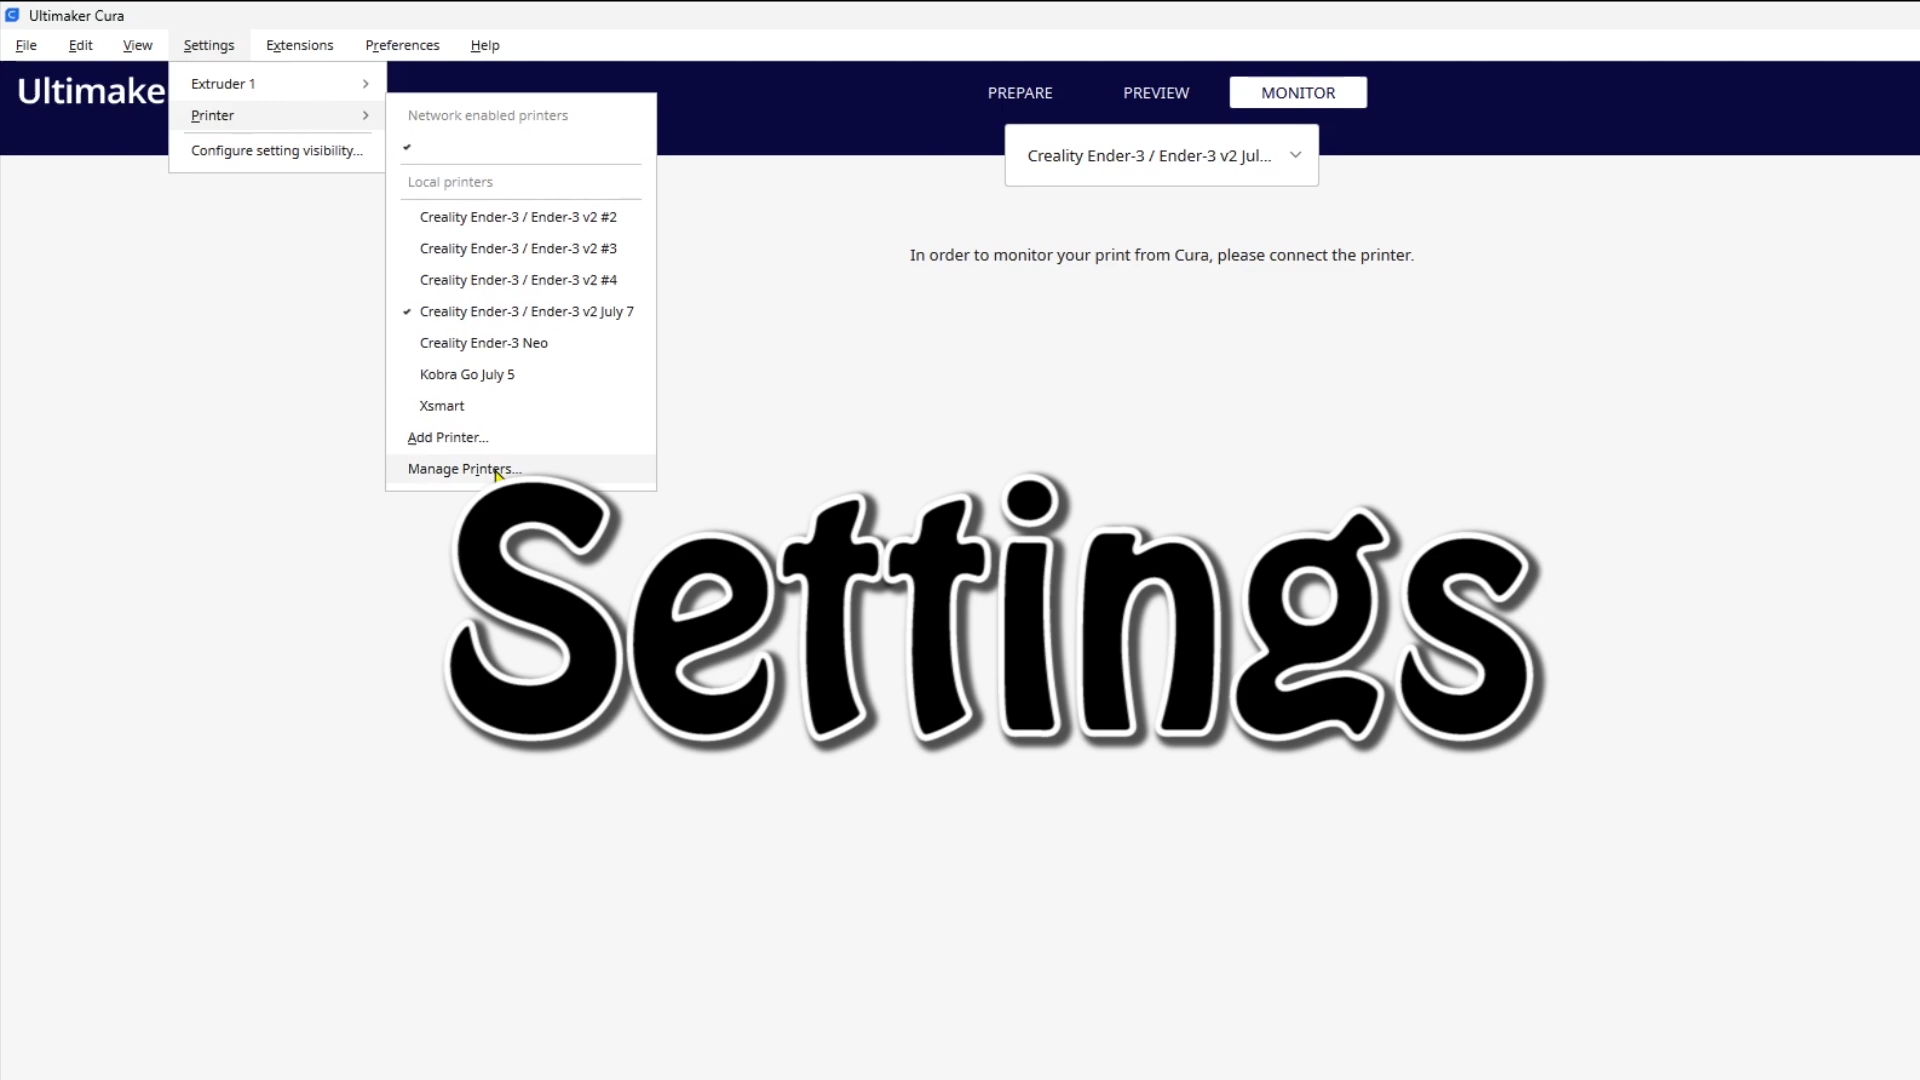 Ultimaker Cura
File Edit View Settings Extensions Preferences Help
Ultimake
PREPARE PREVIEW MONITOR
Extruder 1
Printer
Configure setting visibility...
Network enabled printers
Local printers
Creality Ender-3 / Ender-3 v2 #2
Creality Ender-3 / Ender-3 v2 #3
Creality Ender-3 / Ender-3 v2 #4
Creality Ender-3 / Ender-3 v2 July 7
Creality Ender-3 Neo
Kobra Go July 5
Xsmart
Add Printer...
Manage Printers...
Creality Ender-3 / Ender-3 v2 Jul...
In order to monitor your print from Cura, please connect the printer.
Settings